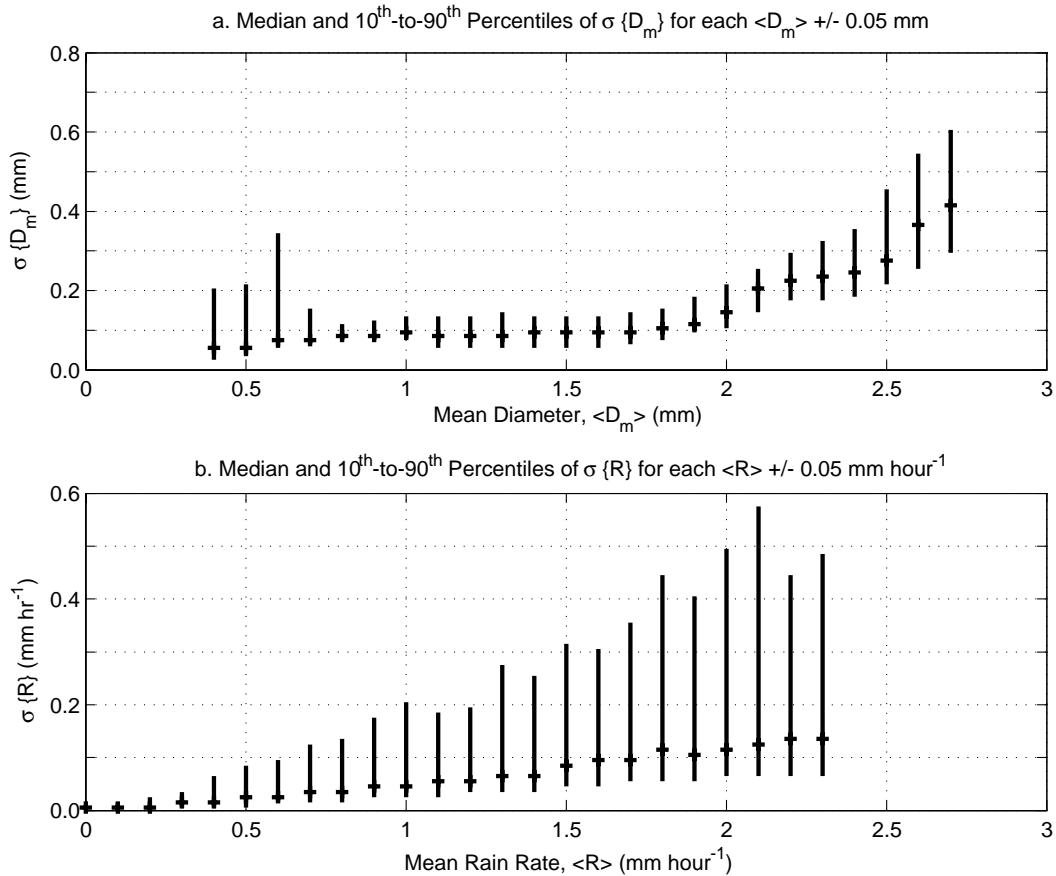 a. Median and 10th-to-90th Percentiles of σ {D_m} for each <D_m> +/- 0.05 mm
0.8
0.6
0.4
0.2
0.0
σ {D_m} (mm)
0 0.5 1 1.5 2 2.5 3
Mean Diameter, <D_m> (mm)
b. Median and 10th-to-90th Percentiles of σ {R} for each <R> +/- 0.05 mm hour-1
0.6
0.4
0.2
0.0
σ {R} (mm hr-1)
0 0.5 1 1.5 2 2.5 3
Mean Rain Rate, <R> (mm hour-1)